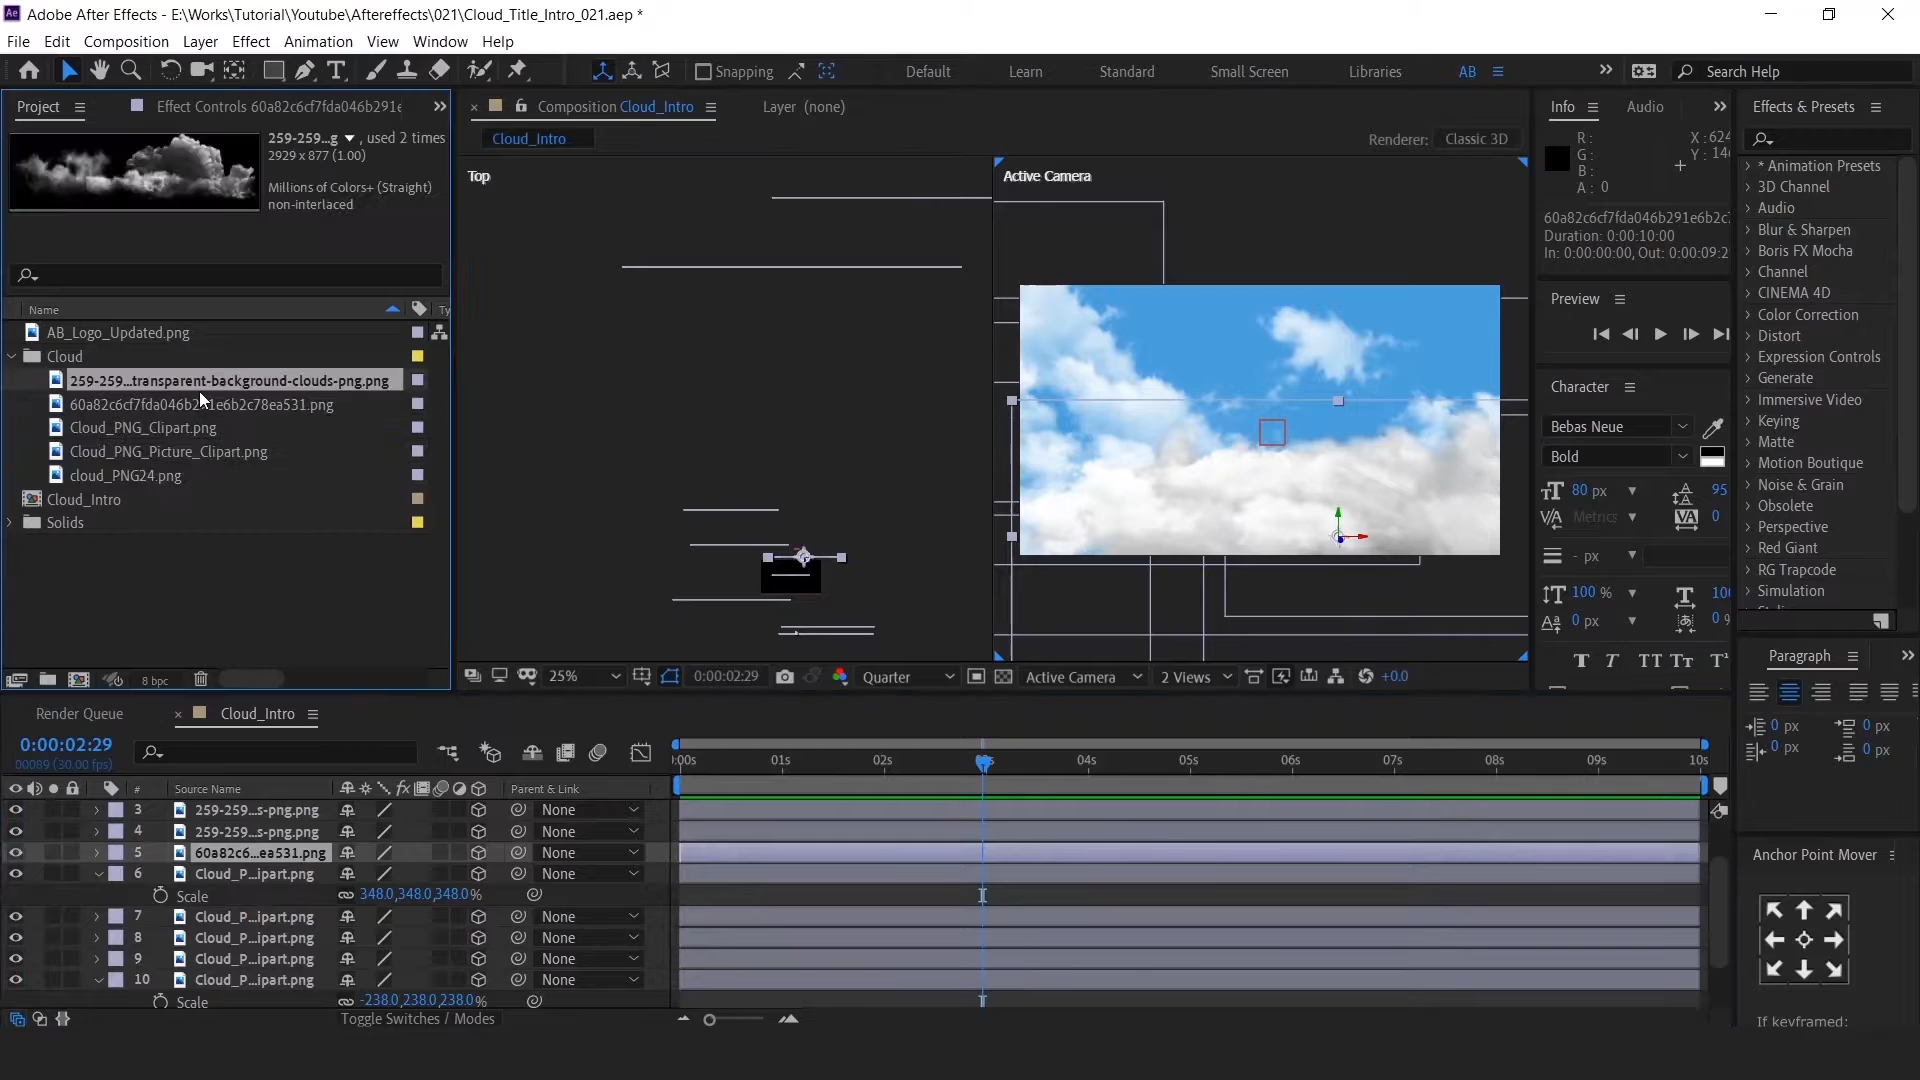 Adobe After Effects - E:\Works\Tutorial\Youtube\Aftereffects\021\Cloud_Title_Intro_021.aep *
File Edit Composition Layer Effect Animation View Window Help
Snapping Default Learn Standard Small Screen Libraries AB Search Help
Project Effect Controls 60a82c6cf7fda046b291e
259-259...g , used 2 times
2929 x 877 (1.00)
Millions of Colors+ (Straight)
non-interlaced
Name Ty
AB_Logo_Updated.png
Cloud
259-259...transparent-background-clouds-png.png
60a82c6cf7fda046b291e6b2c78ea531.png
Cloud_PNG_Clipart.png
Cloud_PNG_Picture_Clipart.png
cloud_PNG24.png
Cloud_Intro
Solids
8 bpc
Composition Cloud_Intro Layer (none)
Cloud_Intro Renderer: Classic 3D
Top Active Camera
25% 0:00:02:29 Quarter Active Camera 2 Views +0.0
Info Audio
R: X: 624
G: Y: 146
B:
A: 0
60a82c6cf7fda046b291e6b2c7
Duration: 0:00:10:00
In: 0:00:00:00, Out: 0:00:09:2
Preview
Character
Bebas Neue
Bold
80 px 95
Metrics 0
- px
100 % 100
0 px 0 %
T T TT Tt T
Effects & Presets
* Animation Presets
3D Channel
Audio
Blur & Sharpen
Boris FX Mocha
Channel
CINEMA 4D
Color Correction
Distort
Expression Controls
Generate
Immersive Video
Keying
Matte
Motion Boutique
Noise & Grain
Obsolete
Perspective
Red Giant
RG Trapcode
Simulation
Paragraph
0 px 0 px
0 px 0 px
Anchor Point Mover
If keyframed:
Render Queue Cloud_Intro
0:00:02:29
00089 (30.00 fps)
:00s 01s 02s 04s 05s 06s 07s 08s 09s 10s
# Source Name Parent & Link
3 259-259...s-png.png None
4 259-259...s-png.png None
5 60a82c6...ea531.png None
6 Cloud_P...ipart.png None
Scale 348.0,348.0,348.0%
7 Cloud_P...ipart.png None
8 Cloud_P...ipart.png None
9 Cloud_P...ipart.png None
10 Cloud_P...ipart.png None
Scale -238.0,238.0,238.0%
Toggle Switches / Modes